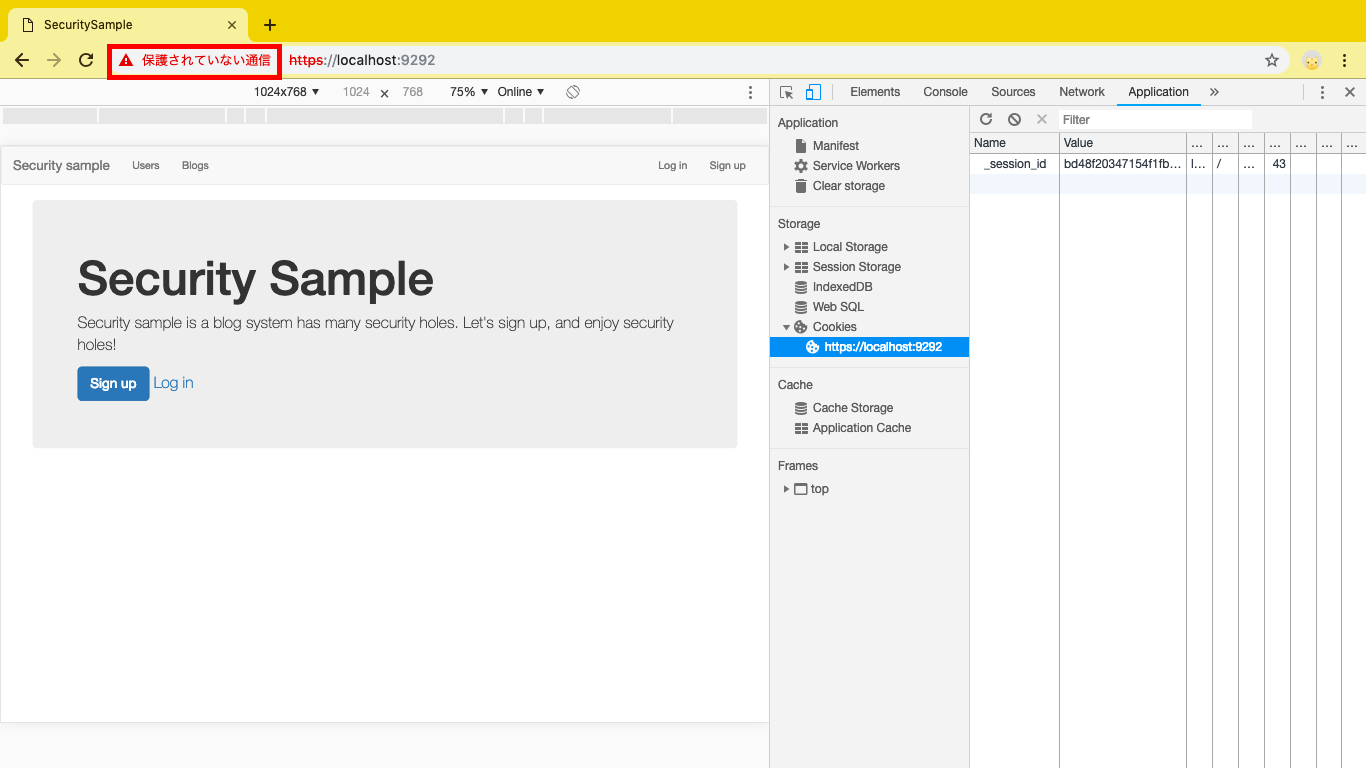 SecuritySample
保護されていない通信 https://localhost:9292
1024x768 1024 × 768 75% Online
Security sample Users Blogs Log in Sign up
Security Sample
Security sample is a blog system has many security holes. Let's sign up, and enjoy security
holes!
Sign up Log in
Elements Console Sources Network Application
Application
Manifest
Service Workers
Clear storage
Storage
Local Storage
Session Storage
IndexedDB
Web SQL
Cookies
https://localhost:9292
Cache
Cache Storage
Application Cache
Frames
top
Filter
Name Value ... ... ... ... ... ... ...
_session_id bd48f20347154f1fb... l... / ... 43